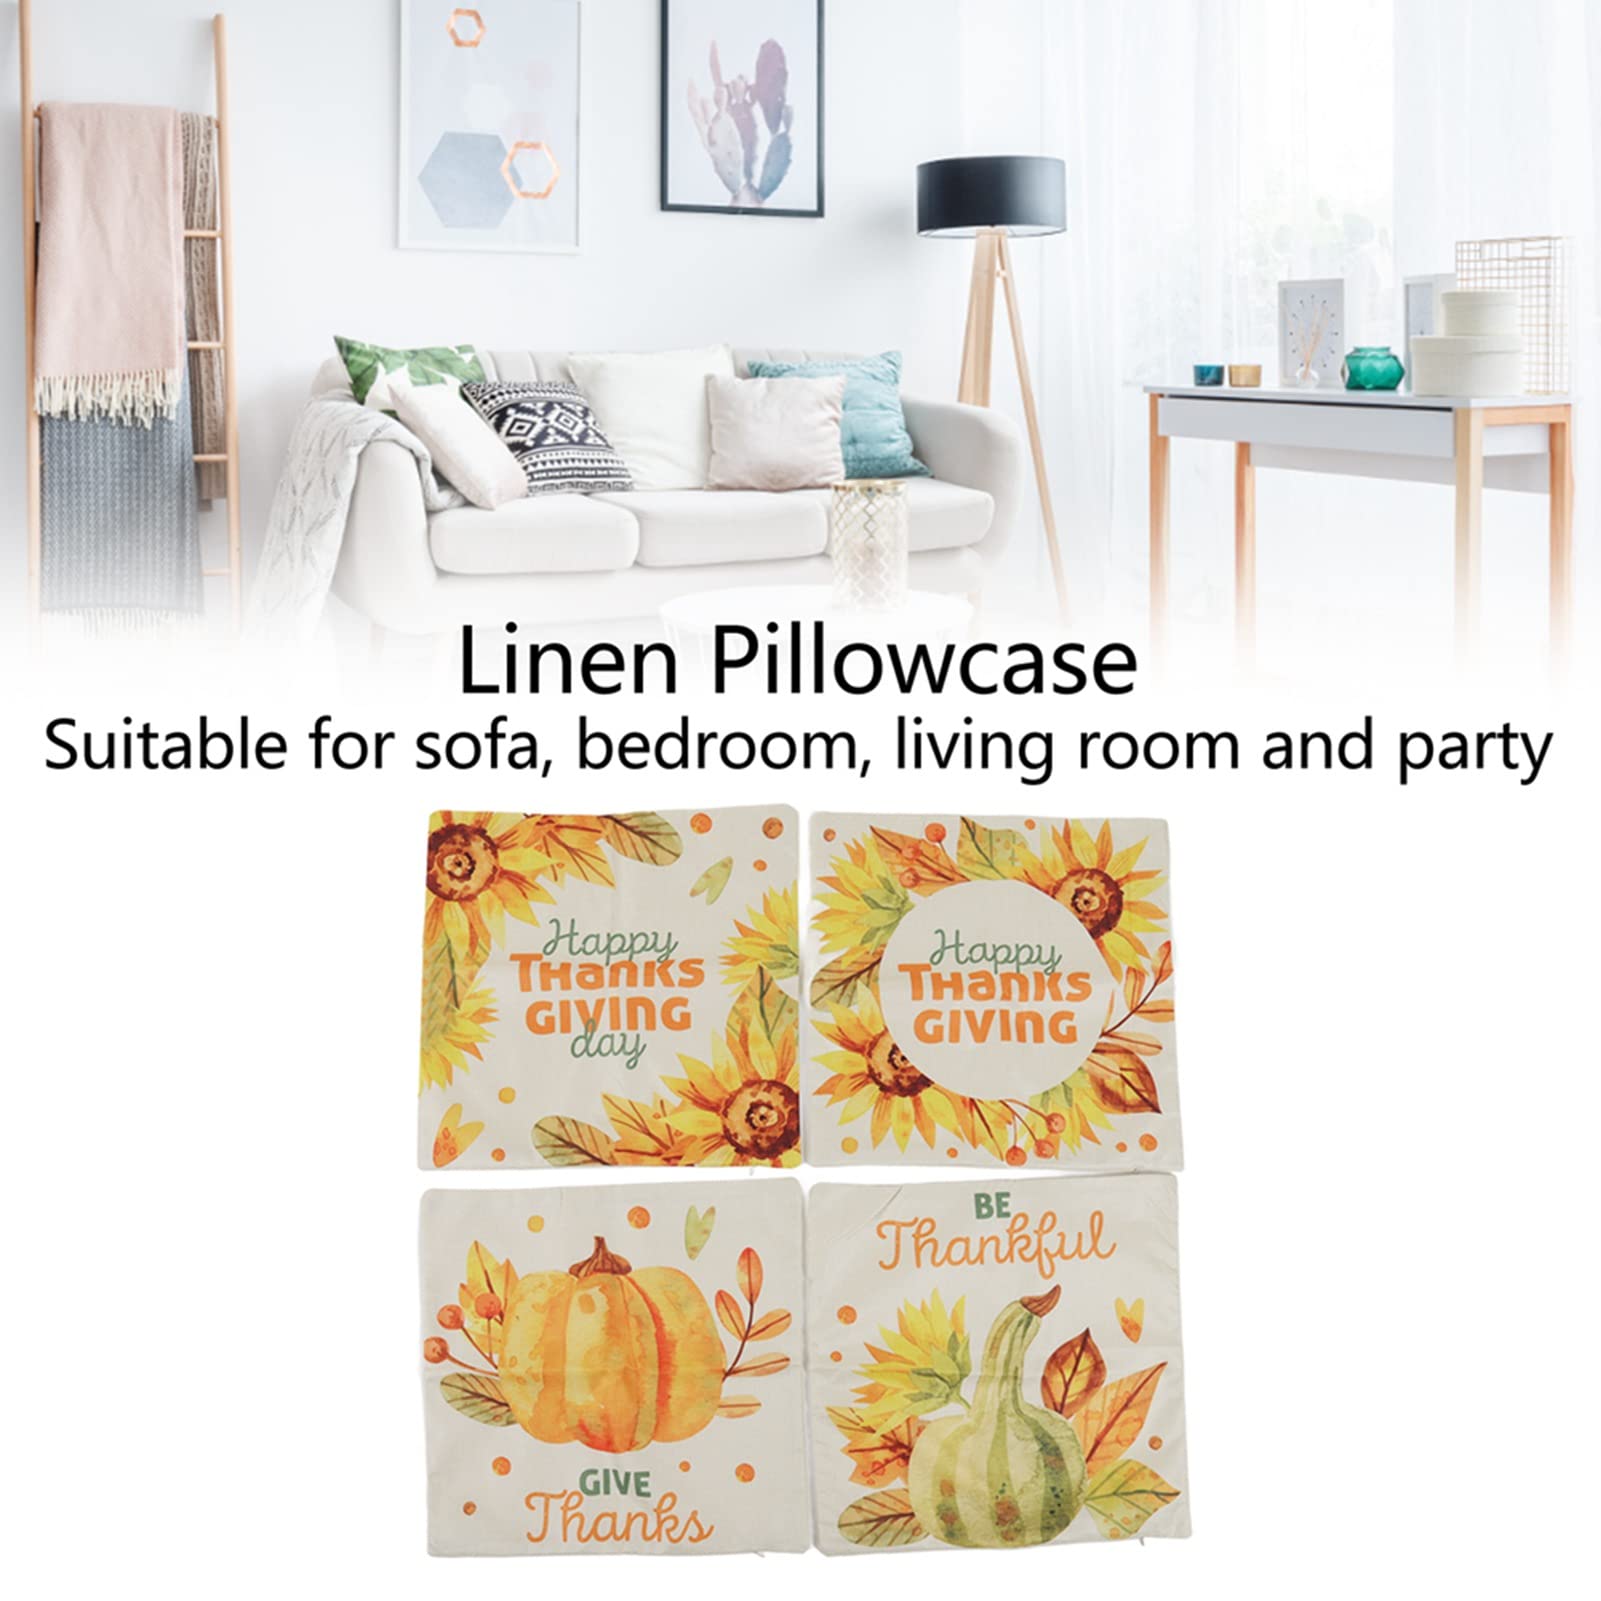 Linen Pillowcase
Suitable for sofa, bedroom, living room and party
Happy
THanKS
GIVING
day
Happy
THanKS
GIVING
GIVE
Thanks
BE
Thankful